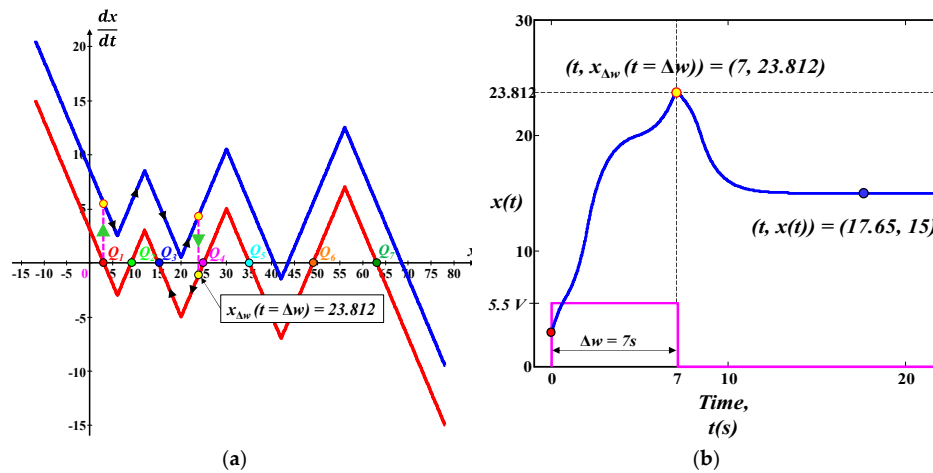 dx
dt
20
15
10
5
0
-5
-10
-15
-15 -10 5 10 15 20 25 30 35 40 45 50 55 60 65 70 75 80
Q1 Q2 Q3 Q4 Q5 Q6 Q7
xΔw (t = Δw) = 23.812
(a)
30
23.812
20
x(t)
10
5.5 V
0
(t, xΔw (t = Δw)) = (7, 23.812)
(t, x(t)) = (17.65, 15)
Δw = 7s
0 7 10 20
Time,
t(s)
(b)